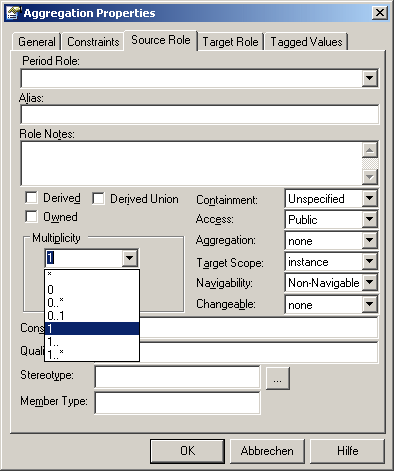 Aggregation Properties
General Constraints Source Role Target Role Tagged Values
Period Role:
Alias:
Role Notes:
Derived Derived Union
Owned
Containment: Unspecified
Access: Public
Aggregation: none
Target Scope: instance
Navigability: Non-Navigable
Changeable: none
Multiplicity
1
*
0
0..*
0..1
1
1..
1..*
Cons
Quali
Stereotype: ...
Member Type:
OK Abbrechen Hilfe